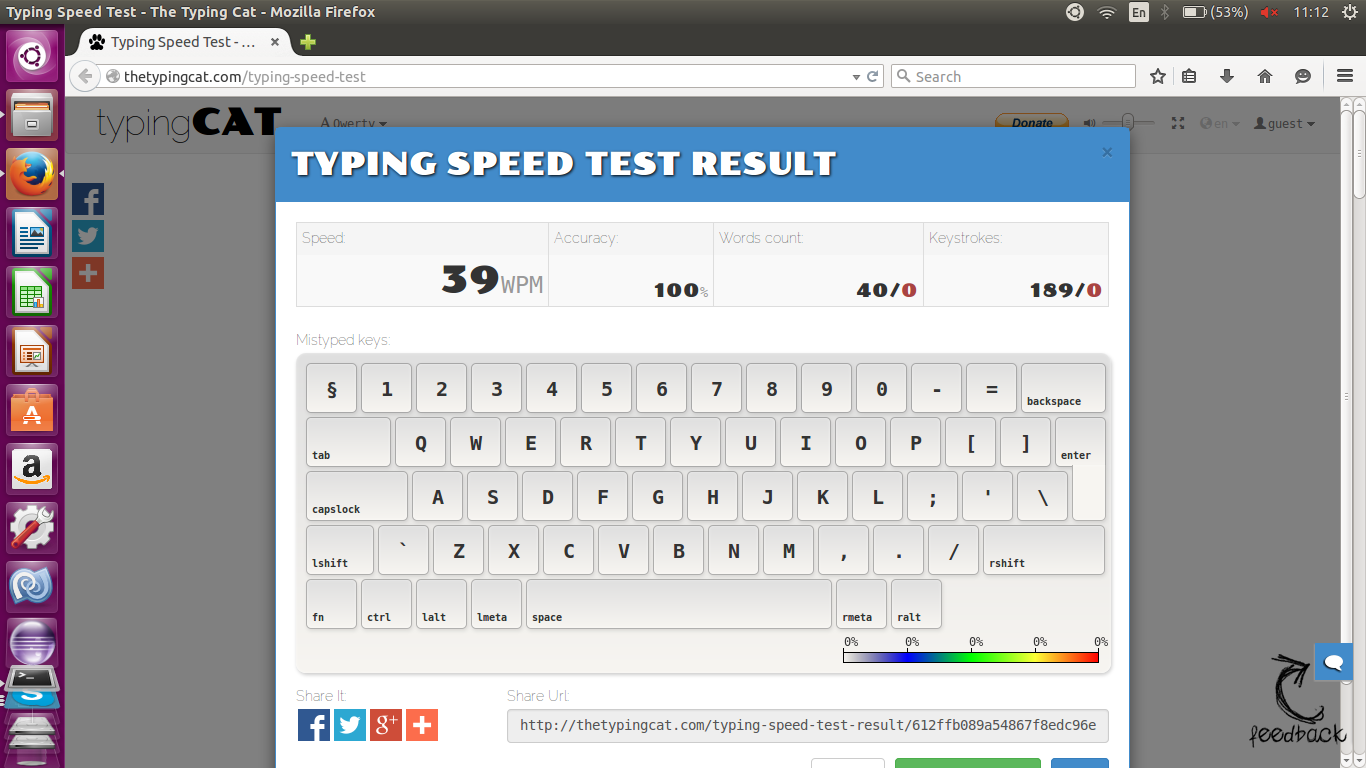 Typing Speed Test - The Typing Cat - Mozilla Firefox
En
(53%)
11:12
Typing Speed Test - ...
thetypingcat.com/typing-speed-test
Search
typingCAT
A Qwerty
Donate
en
guest
TYPING SPEED TEST RESULT
×
Speed: Accuracy: Words count: Keystrokes:
39WPM 100% 40/0 189/0
Mistyped keys:
§ 1 2 3 4 5 6 7 8 9 0 - = backspace
tab Q W E R T Y U I O P [ ] enter
capslock A S D F G H J K L ; ' \
lshift ` Z X C V B N M , . / rshift
fn ctrl lalt lmeta space rmeta ralt
0% 0% 0% 0% 0%
Share It: Share Url:
http://thetypingcat.com/typing-speed-test-result/612ffb089a54867f8edc96e
feedback